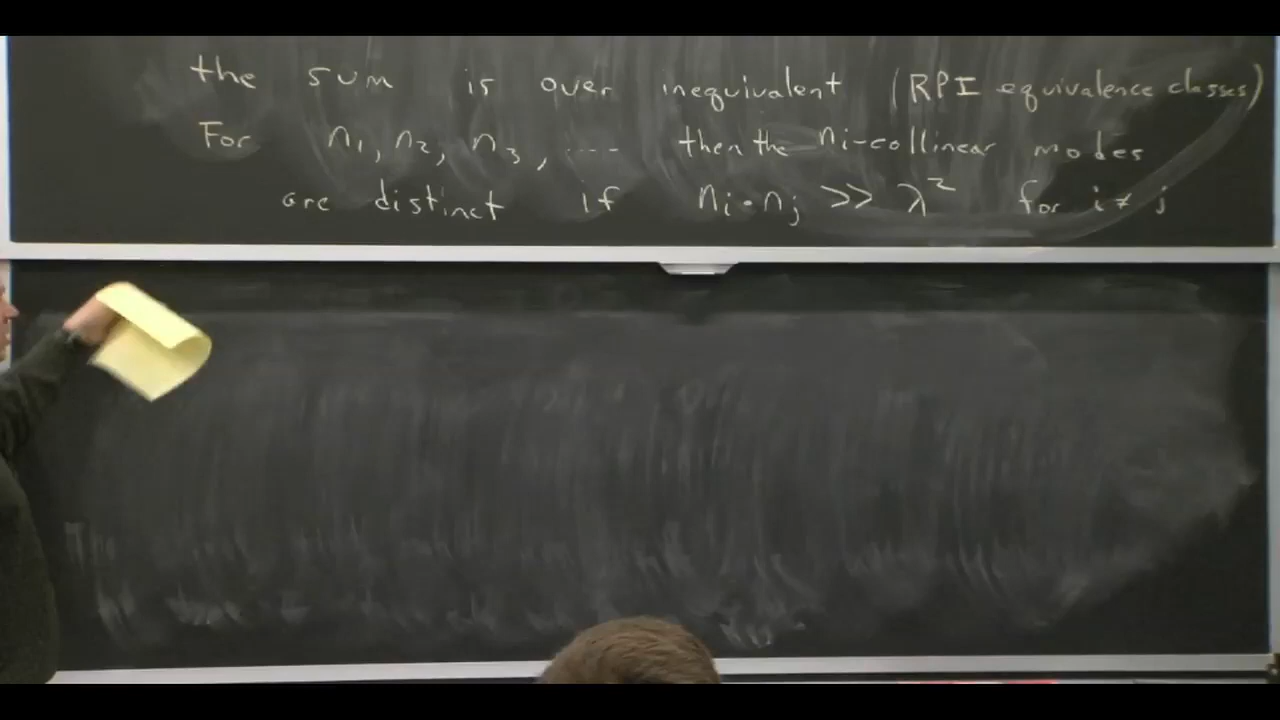 the sum is over inequivalent (RPI equivalence classes)
For n₁, n₂, n₃, .... then the nᵢ-collinear modes
are distinct if nᵢ · nⱼ >> λ² for i ≠ j